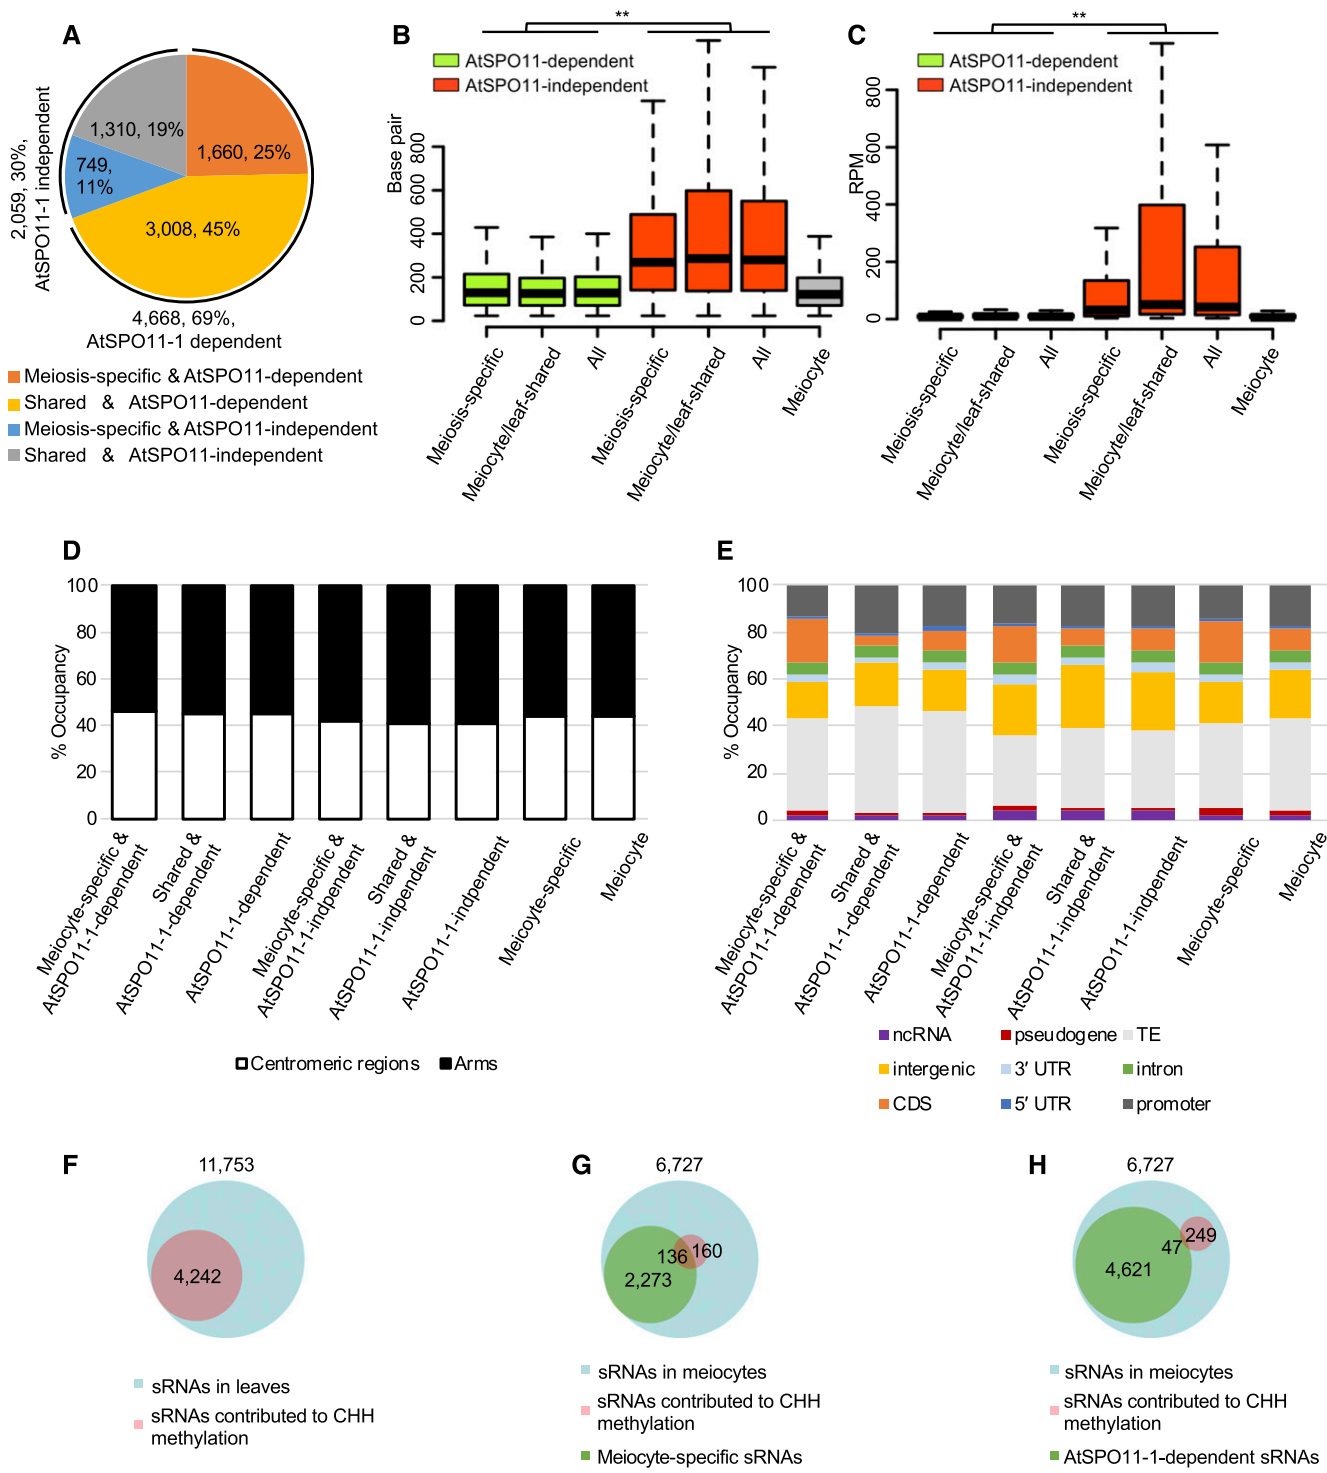 A
1,310, 19%
1,660, 25%
749,
11%
3,008, 45%
2,059, 30%,
AtSPO11-1 independent
4,668, 69%,
AtSPO11-1 dependent
Meiosis-specific & AtSPO11-dependent
Shared & AtSPO11-dependent
Meiosis-specific & AtSPO11-independent
Shared & AtSPO11-independent
B
**
AtSPO11-dependent
AtSPO11-independent
Base pair
800
600
400
200
0
Meiosis-specific
Meiocyte/leaf-shared
All
Meiosis-specific
Meiocyte/leaf-shared
All
Meiocyte
C
**
AtSPO11-dependent
AtSPO11-independent
RPM
800
600
400
200
0
Meiosis-specific
Meiocyte/leaf-shared
All
Meiosis-specific
Meiocyte/leaf-shared
All
Meiocyte
D
% Occupancy
100
80
60
40
20
0
Meiocyte-specific &
AtSPO11-1-dependent
Shared &
AtSPO11-1-dependent
AtSPO11-1-dependent
Meiocyte-specific &
AtSPO11-1-indpendent
Shared &
AtSPO11-1-indpendent
AtSPO11-1-indpendent
Meicoyte-specific
Meiocyte
Centromeric regions
Arms
E
% Occupancy
100
80
60
40
20
0
Meiocyte-specific &
AtSPO11-1-dependent
Shared &
AtSPO11-1-dependent
AtSPO11-1-dependent
Meiocyte-specific &
AtSPO11-1-indpendent
Shared &
AtSPO11-1-indpendent
AtSPO11-1-indpendent
Meicoyte-specific
Meiocyte
ncRNA
pseudogene
TE
intergenic
3′ UTR
intron
CDS
5′ UTR
promoter
F
11,753
4,242
sRNAs in leaves
sRNAs contributed to CHH
methylation
G
6,727
136
160
2,273
sRNAs in meiocytes
sRNAs contributed to CHH
methylation
Meiocyte-specific sRNAs
H
6,727
249
47
4,621
sRNAs in meiocytes
sRNAs contributed to CHH
methylation
AtSPO11-1-dependent sRNAs